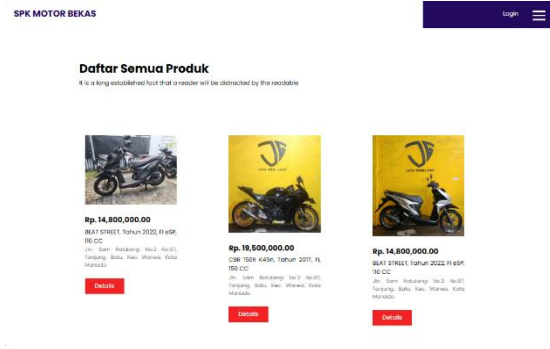 SPK MOTOR BEKAS
Login
Daftar Semua Produk
It is a long established fact that a reader will be distracted by the readable
Rp. 14,800,000.00
BEAT STREET, Tahun 2022, FI eSP,
110 CC
Jln. Sam Ratulangi No.3 No.97,
Tanjung. Batu, Kec. Wanea, Kota
Manado
Details
Rp. 19,500,000.00
CBR 150R K45N, Tahun 2017, FI,
150 CC
Jln. Sam Ratulangi No.3 No.97,
Tanjung. Batu, Kec. Wanea, Kota
Manado
Details
Rp. 14,800,000.00
BEAT STREET, Tahun 2022, FI eSP,
110 CC
Jln. Sam Ratulangi No.3 No.97,
Tanjung. Batu, Kec. Wanea, Kota
Manado
Details